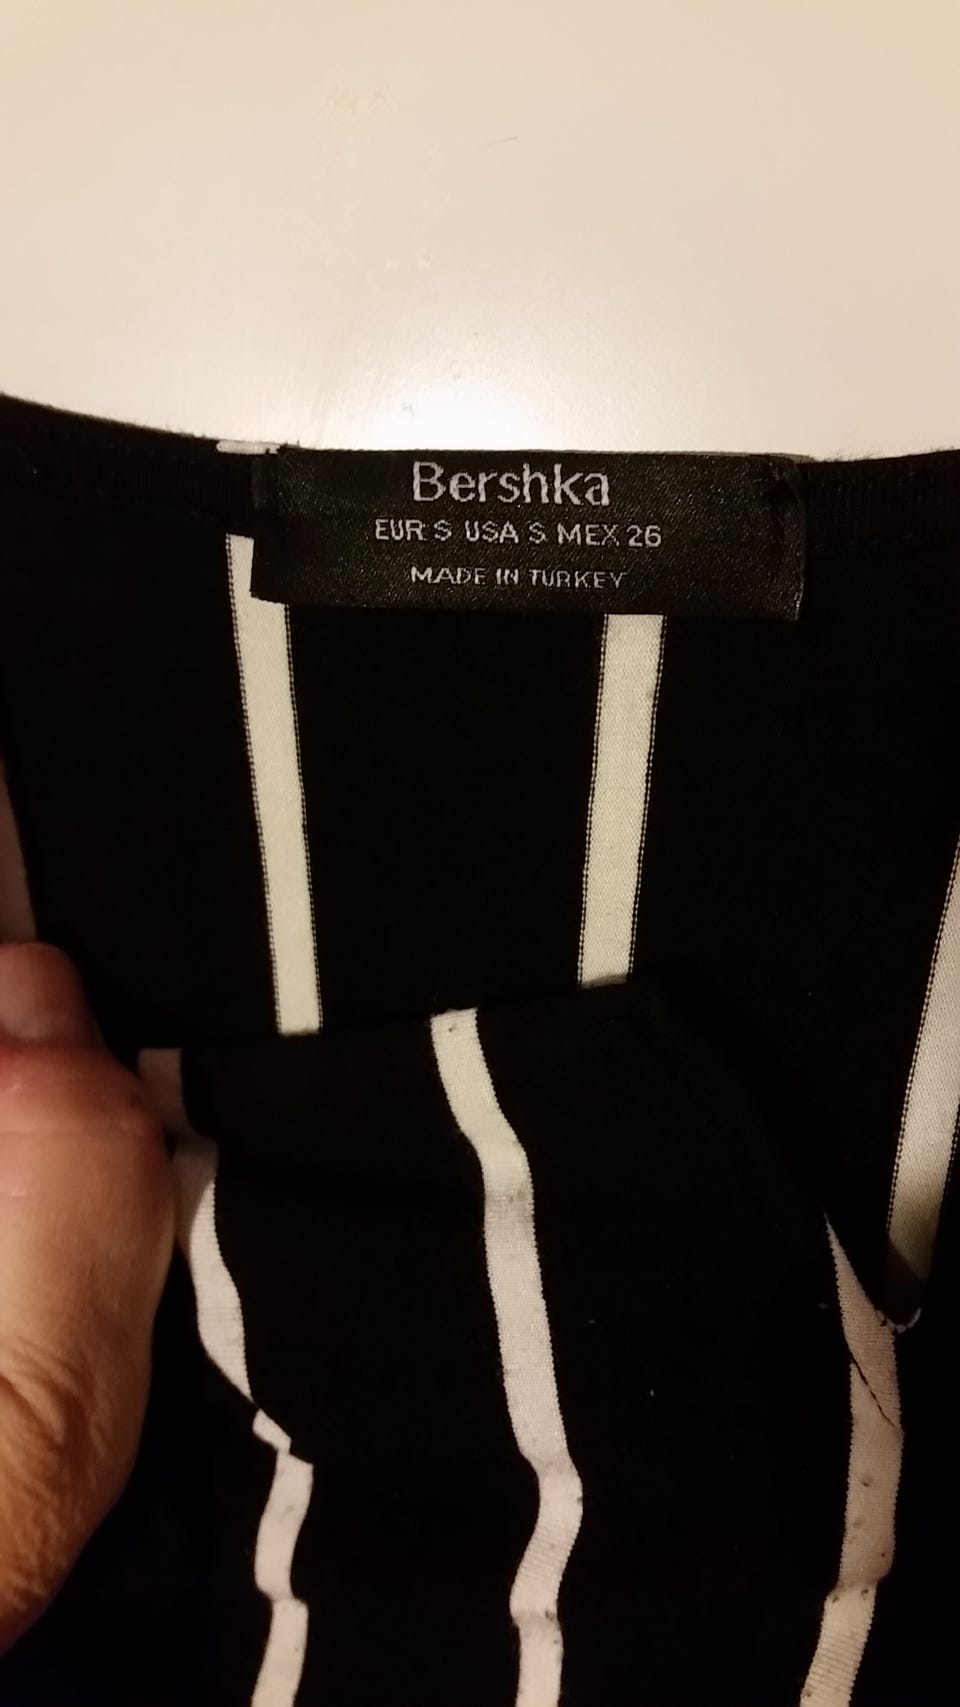 Bershka
EUR S USA S MEX 26
MADE IN TURKEY